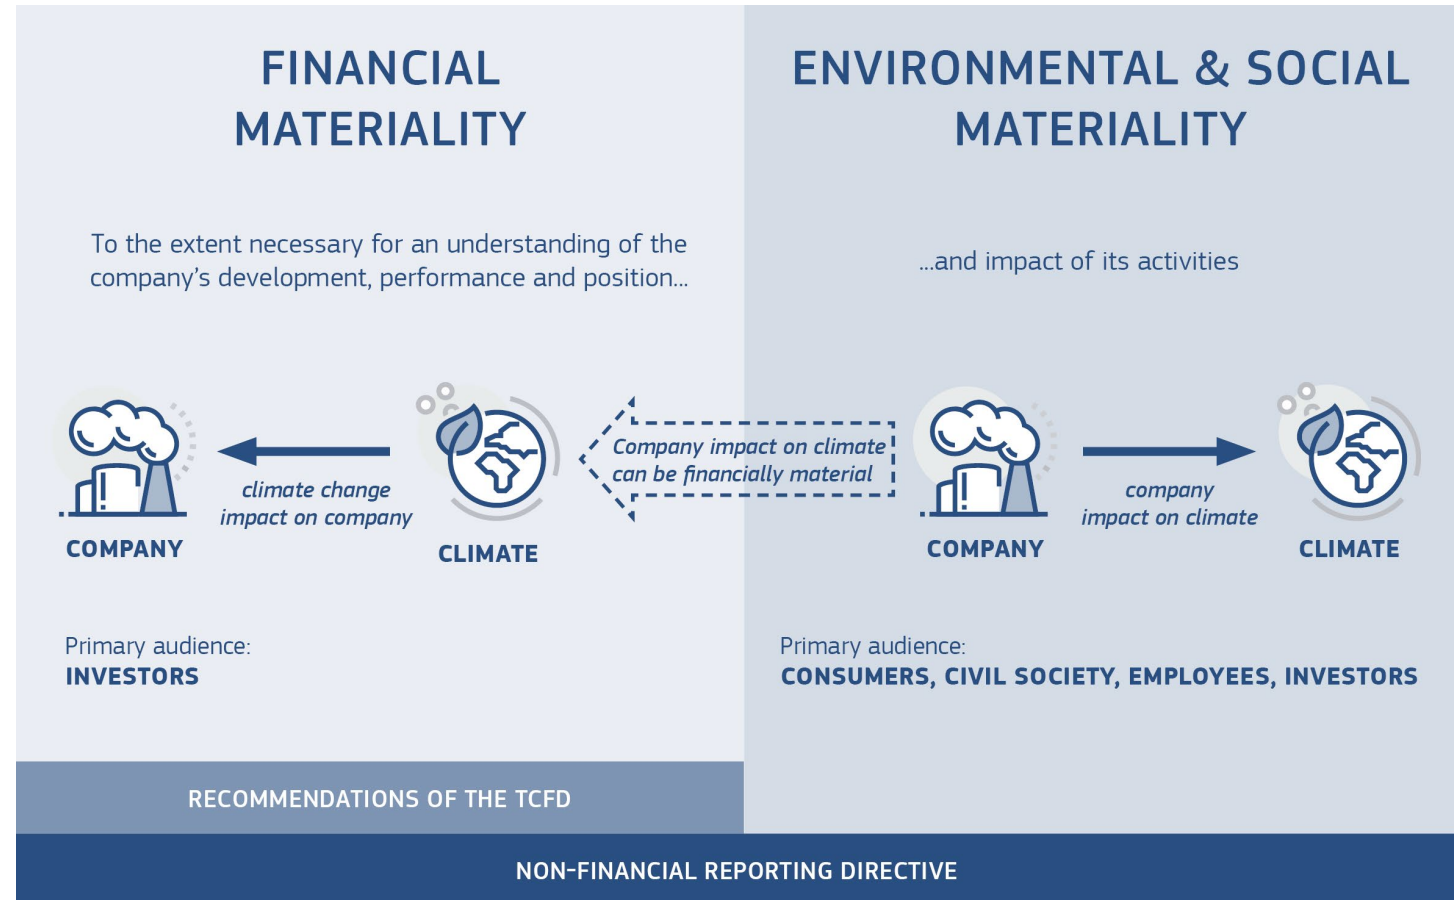 FINANCIAL
MATERIALITY
To the extent necessary for an understanding of the
company's development, performance and position...
climate change
impact on company
COMPANY
CLIMATE
Primary audience:
INVESTORS
RECOMMENDATIONS OF THE TCFD
Company impact on climate
can be financially material
ENVIRONMENTAL & SOCIAL
MATERIALITY
...and impact of its activities
company
impact on climate
COMPANY
CLIMATE
Primary audience:
CONSUMERS, CIVIL SOCIETY, EMPLOYEES, INVESTORS
NON-FINANCIAL REPORTING DIRECTIVE